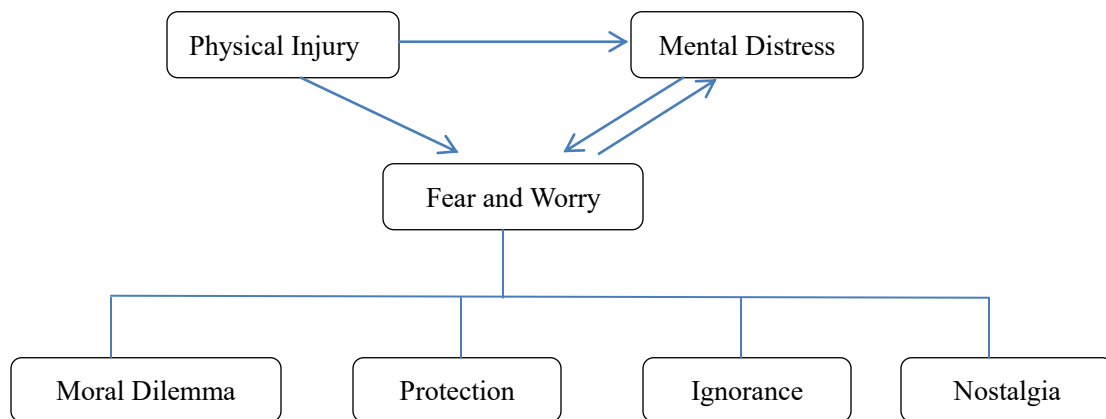 Physical Injury
Mental Distress
Fear and Worry
Moral Dilemma
Protection
Ignorance
Nostalgia